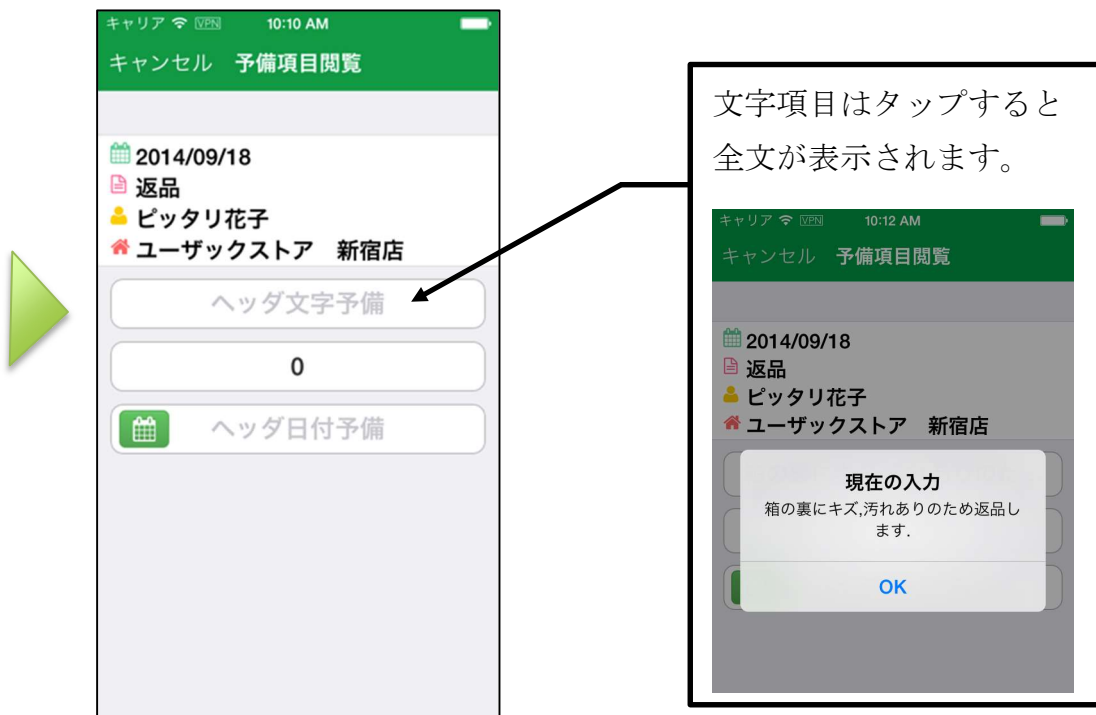 キャリア VPN 10:10 AM
キャンセル 予備項目閲覧
2014/09/18
返品
ピッタリ花子
ユーザックストア　新宿店
ヘッダ文字予備
0
ヘッダ日付予備
文字項目はタップすると
全文が表示されます。
キャリア VPN 10:12 AM
キャンセル 予備項目閲覧
2014/09/18
返品
ピッタリ花子
ユーザックストア　新宿店
現在の入力
箱の裏にキズ,汚れありのため返品し
ます.
OK